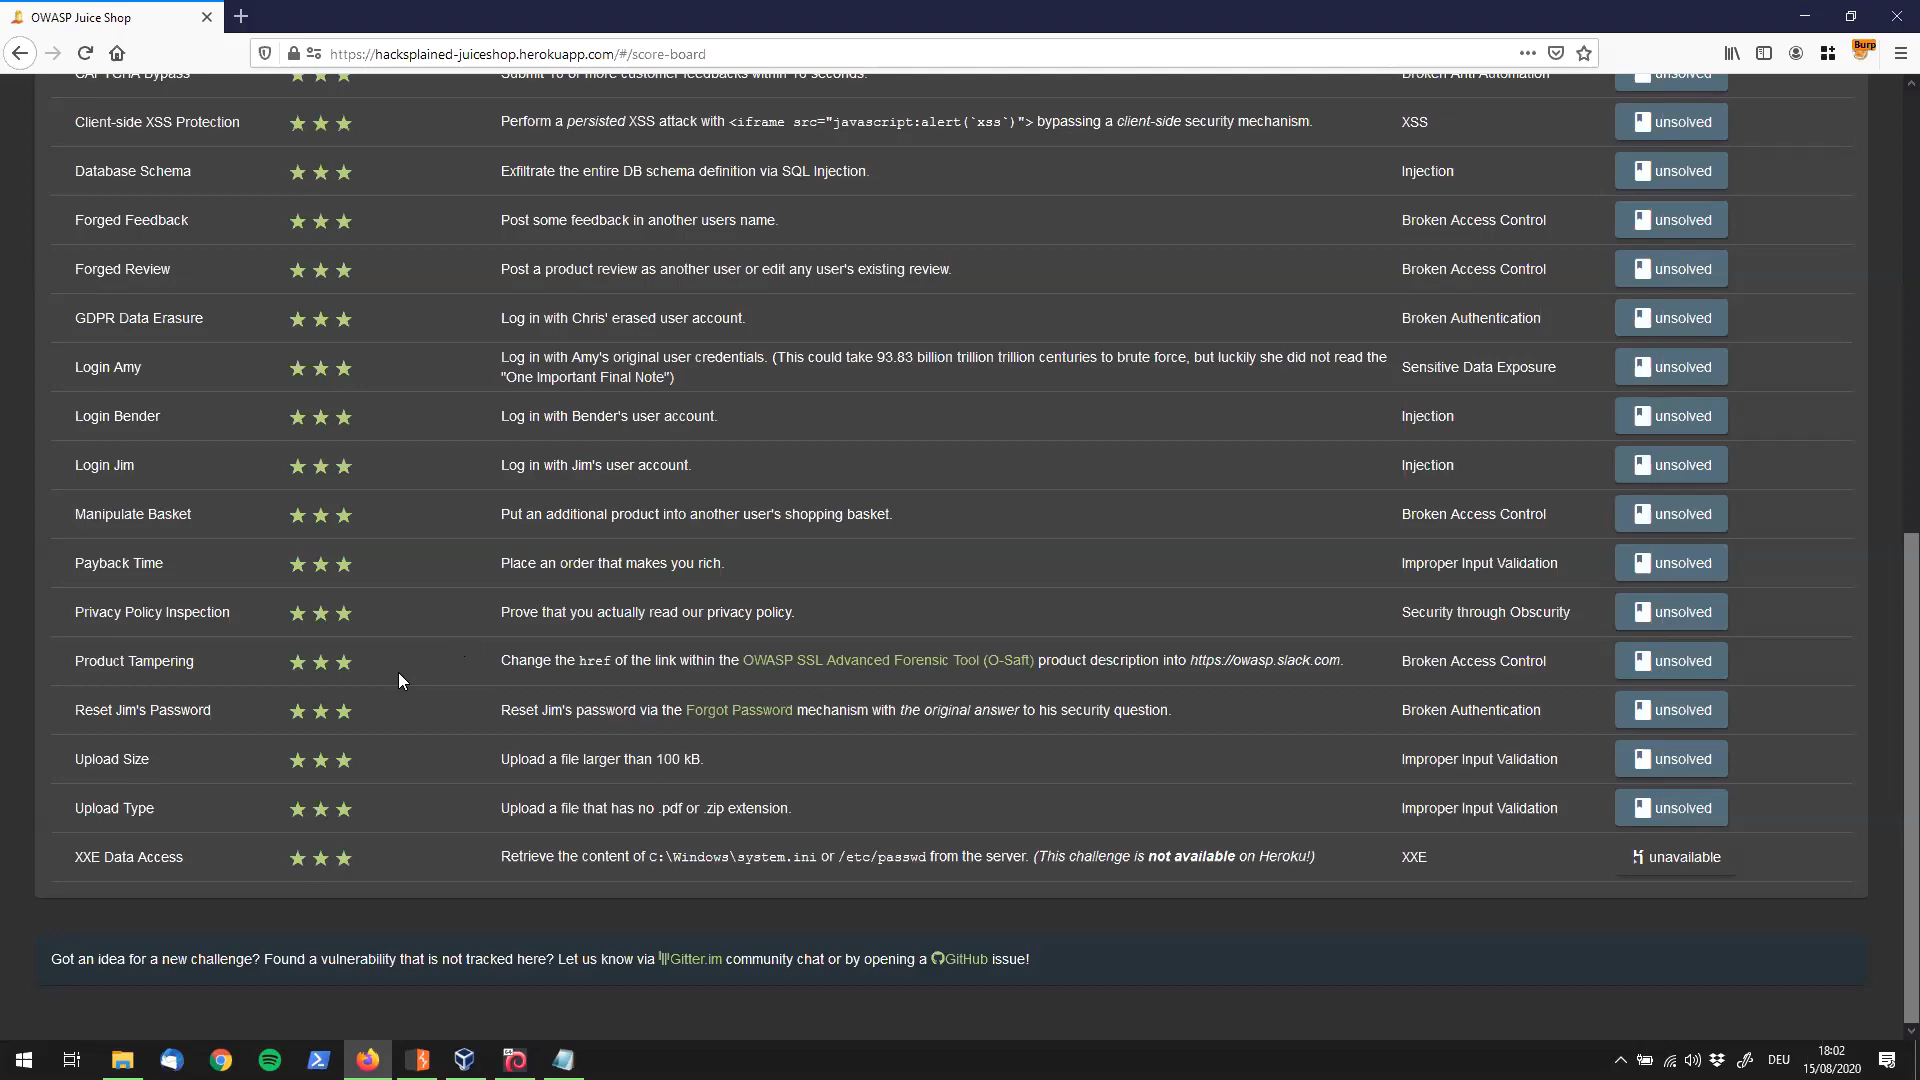 OWASP Juice Shop
https://hacksplained-juiceshop.herokuapp.com/#/score-board
Burp
CAPTCHA Bypass Submit 10 or more customer feedbacks within 10 seconds. Broken Anti Automation unsolved
Client-side XSS Protection Perform a persisted XSS attack with <iframe src="javascript:alert(`xss`)"> bypassing a client-side security mechanism. XSS unsolved
Database Schema Exfiltrate the entire DB schema definition via SQL Injection. Injection unsolved
Forged Feedback Post some feedback in another users name. Broken Access Control unsolved
Forged Review Post a product review as another user or edit any user's existing review. Broken Access Control unsolved
GDPR Data Erasure Log in with Chris' erased user account. Broken Authentication unsolved
Login Amy Log in with Amy's original user credentials. (This could take 93.83 billion trillion trillion centuries to brute force, but luckily she did not read the
"One Important Final Note") Sensitive Data Exposure unsolved
Login Bender Log in with Bender's user account. Injection unsolved
Login Jim Log in with Jim's user account. Injection unsolved
Manipulate Basket Put an additional product into another user's shopping basket. Broken Access Control unsolved
Payback Time Place an order that makes you rich. Improper Input Validation unsolved
Privacy Policy Inspection Prove that you actually read our privacy policy. Security through Obscurity unsolved
Product Tampering Change the href of the link within the OWASP SSL Advanced Forensic Tool (O-Saft) product description into https://owasp.slack.com. Broken Access Control unsolved
Reset Jim's Password Reset Jim's password via the Forgot Password mechanism with the original answer to his security question. Broken Authentication unsolved
Upload Size Upload a file larger than 100 kB. Improper Input Validation unsolved
Upload Type Upload a file that has no .pdf or .zip extension. Improper Input Validation unsolved
XXE Data Access Retrieve the content of C:\Windows\system.ini or /etc/passwd from the server. (This challenge is not available on Heroku!) XXE unavailable
Got an idea for a new challenge? Found a vulnerability that is not tracked here? Let us know via Gitter.im community chat or by opening a GitHub issue!
DEU
18:02
15/08/2020